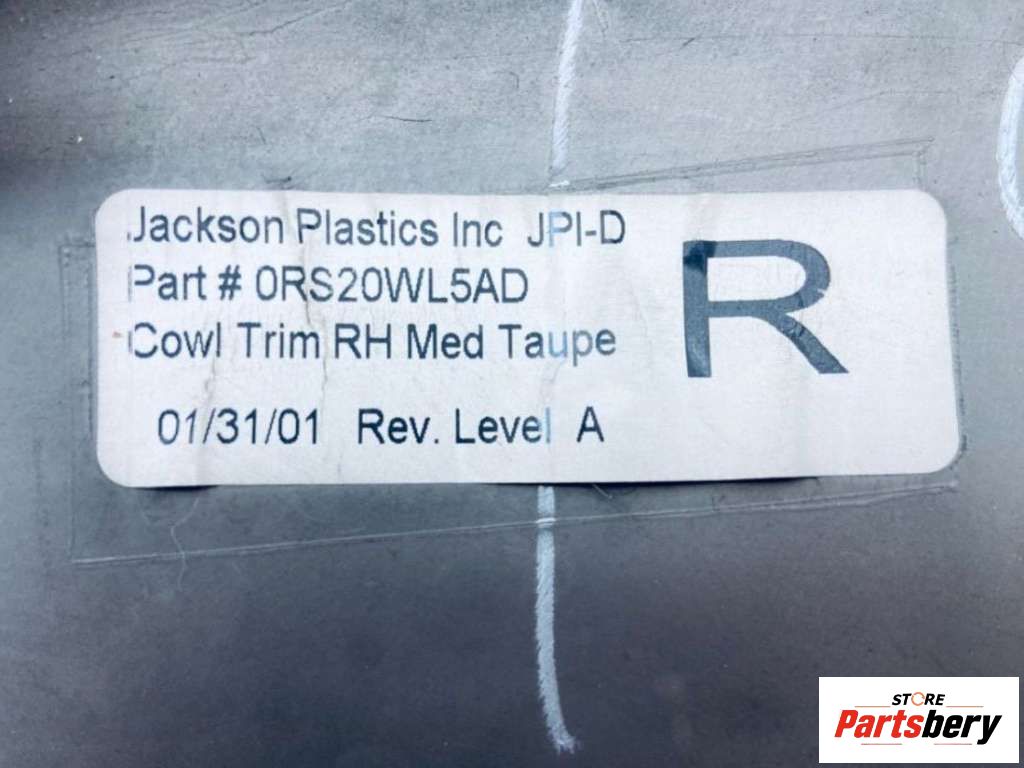 Jackson Plastics Inc JPI-D
Part # 0RS20WL5AD
Cowl Trim RH Med Taupe
01/31/01 Rev. Level A
R
STORE
Partsbery